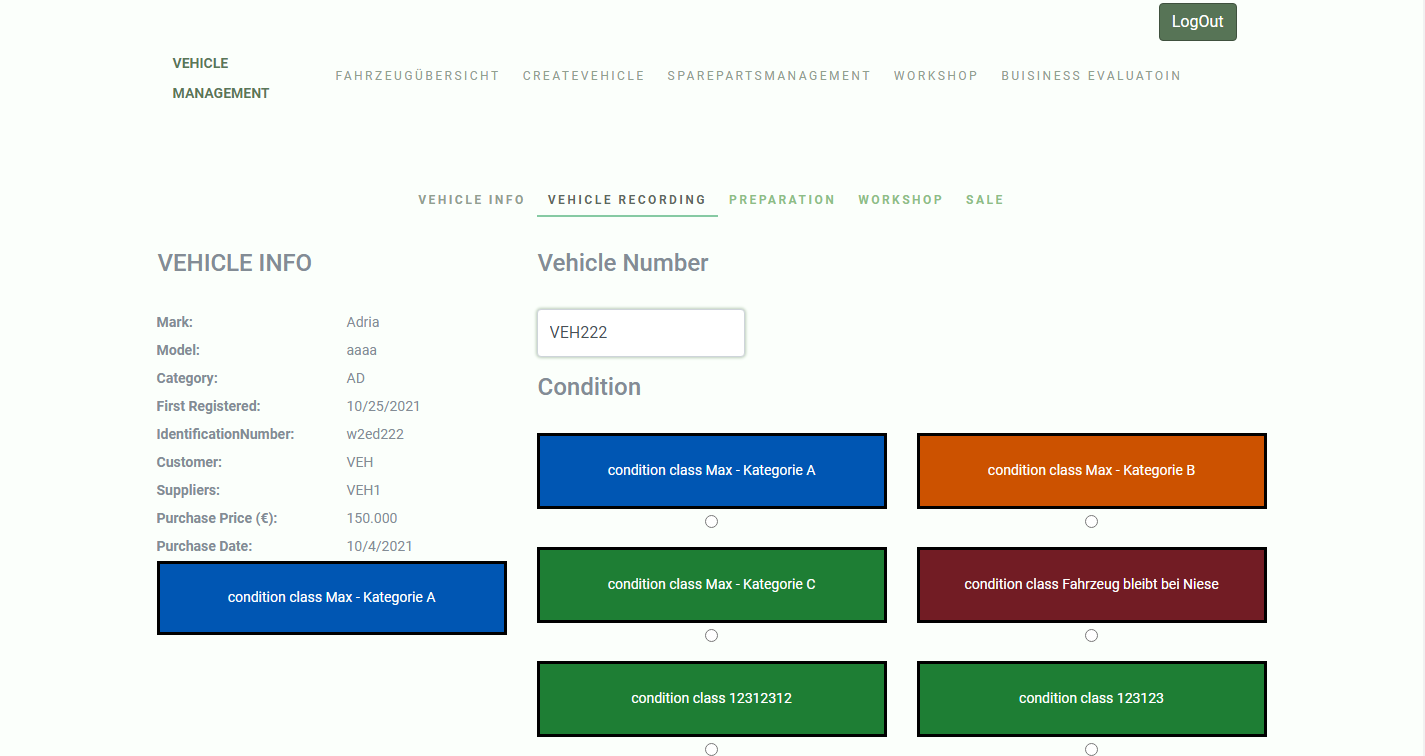 LogOut
VEHICLE
MANAGEMENT
FAHRZEUGÜBERSICHT CREATEVEHICLE SPAREPARTSMANAGEMENT WORKSHOP BUISINESS EVALUATOIN
VEHICLE INFO VEHICLE RECORDING PREPARATION WORKSHOP SALE
VEHICLE INFO
Mark: Adria
Model: aaaa
Category: AD
First Registered: 10/25/2021
IdentificationNumber: w2ed222
Customer: VEH
Suppliers: VEH1
Purchase Price (€): 150.000
Purchase Date: 10/4/2021
condition class Max - Kategorie A
Vehicle Number
VEH222
Condition
condition class Max - Kategorie A
condition class Max - Kategorie B
condition class Max - Kategorie C
condition class Fahrzeug bleibt bei Niese
condition class 12312312
condition class 123123